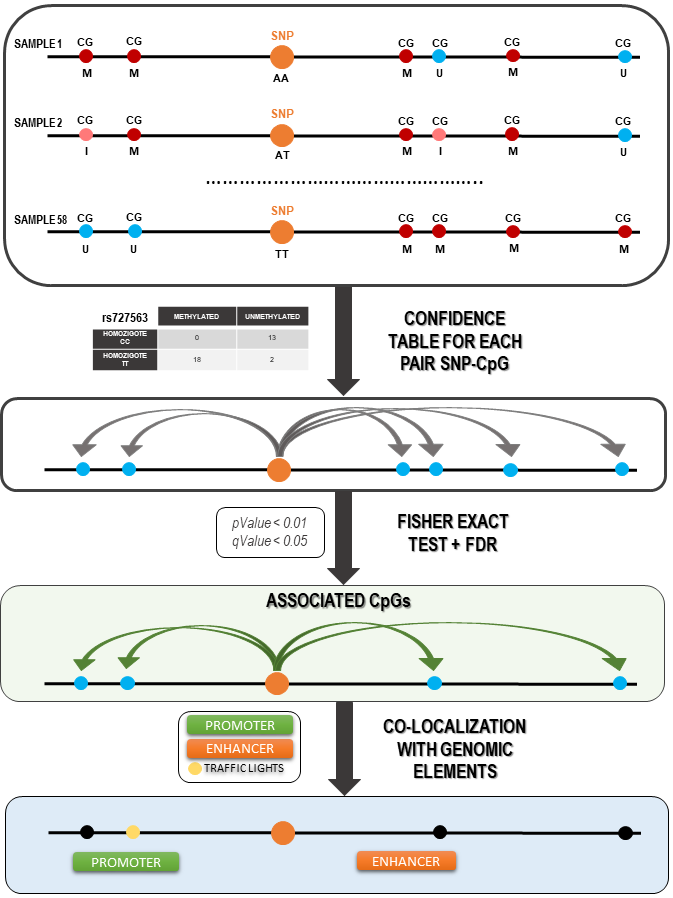 SAMPLE 1
CG CG SNP CG CG CG CG
M M AA M U M U
SAMPLE 2
CG CG SNP CG CG CG CG
I M AT M I M U
……………………………………………..
SAMPLE 58
CG CG SNP CG CG CG CG
U U TT M M M M
rs727563 METHYLATED UNMETHYLATED
HOMOZIGOTE
CC
0 13
HOMOZIGOTE
TT
18 2
CONFIDENCE
TABLE FOR EACH
PAIR SNP-CpG
pValue < 0.01
qValue < 0.05
FISHER EXACT
TEST + FDR
ASSOCIATED CpGs
PROMOTER
ENHANCER
TRAFFIC LIGHTS
CO-LOCALIZATION
WITH GENOMIC
ELEMENTS
PROMOTER
ENHANCER